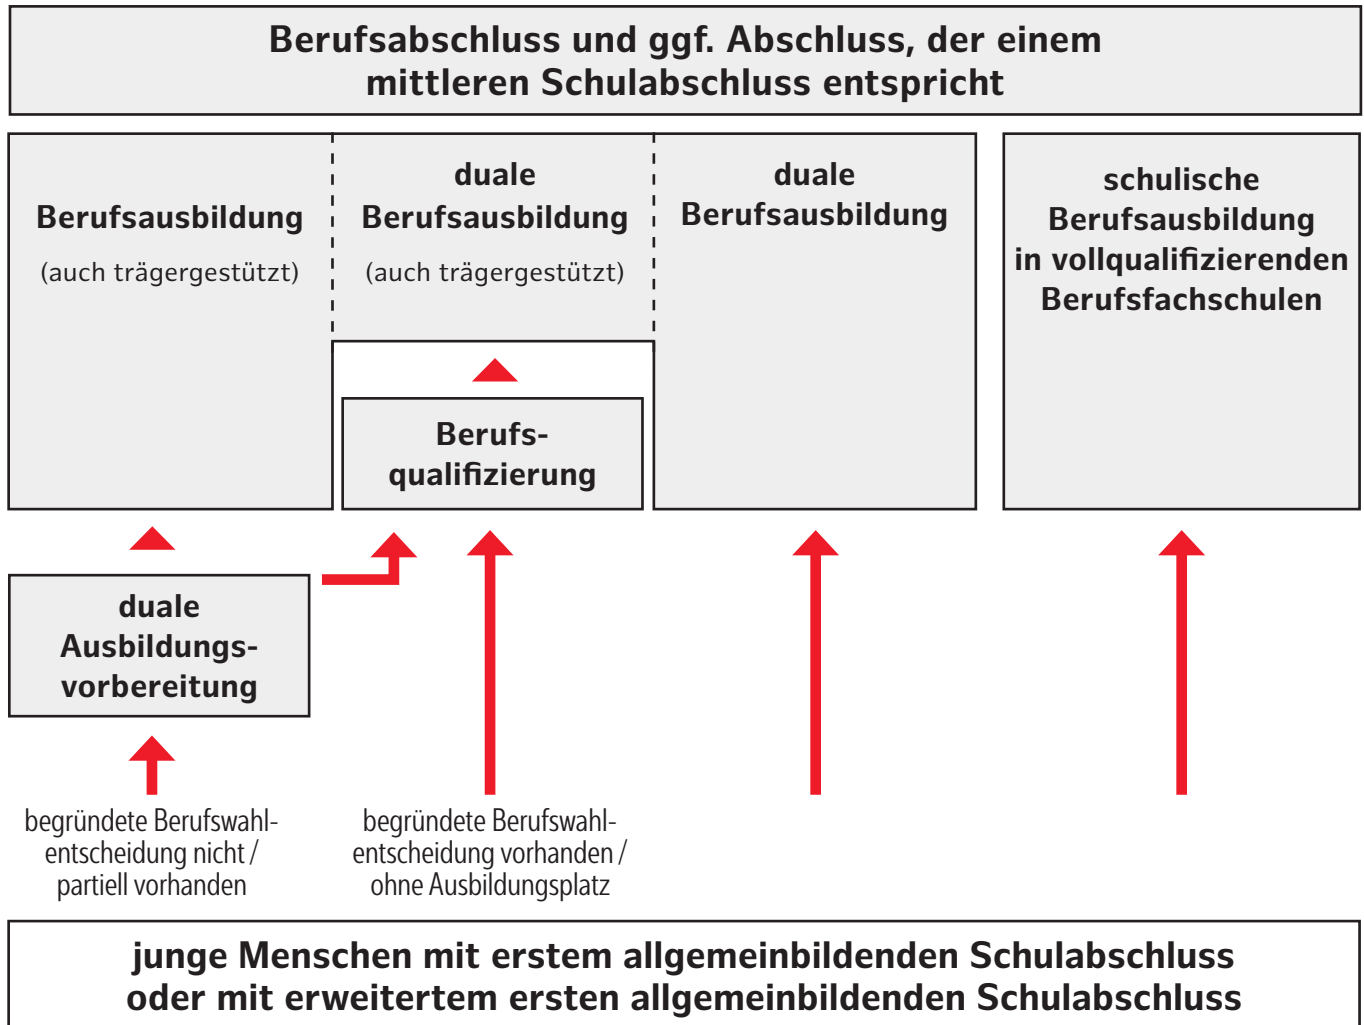 Berufsabschluss und ggf. Abschluss, der einem
mittleren Schulabschluss entspricht
Berufsausbildung
(auch trägergestützt)
duale
Berufsausbildung
(auch trägergestützt)
duale
Berufsausbildung
schulische
Berufsausbildung
in vollqualifizierenden
Berufsfachschulen
Berufs-
qualifizierung
duale
Ausbildungs-
vorbereitung
begründete Berufswahl-
entscheidung nicht /
partiell vorhanden
begründete Berufswahl-
entscheidung vorhanden /
ohne Ausbildungsplatz
junge Menschen mit erstem allgemeinbildenden Schulabschluss
oder mit erweitertem ersten allgemeinbildenden Schulabschluss